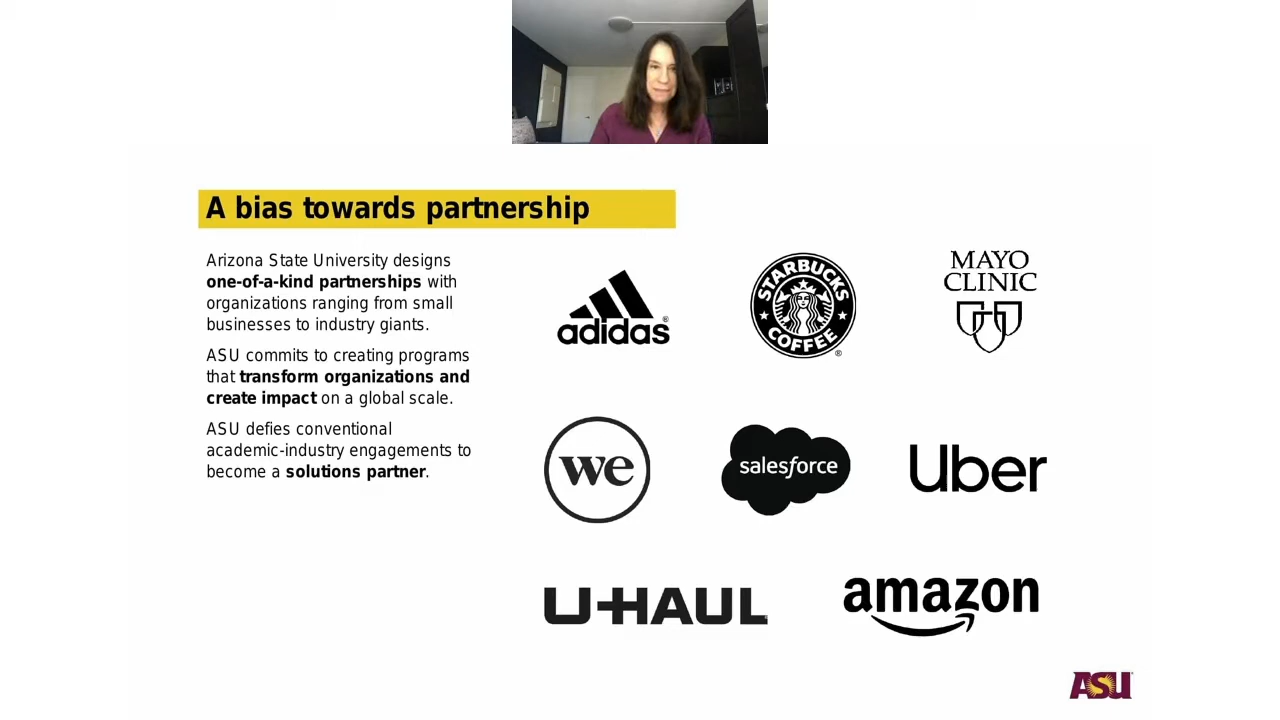 A bias towards partnership
Arizona State University designs
one-of-a-kind partnerships with
organizations ranging from small
businesses to industry giants.
ASU commits to creating programs
that transform organizations and
create impact on a global scale.
ASU defies conventional
academic-industry engagements to
become a solutions partner.
adidas®
STARBUCKS
COFFEE
®
MAYO
CLINIC
we
salesforce
Uber
U-HAUL
amazon
ASU